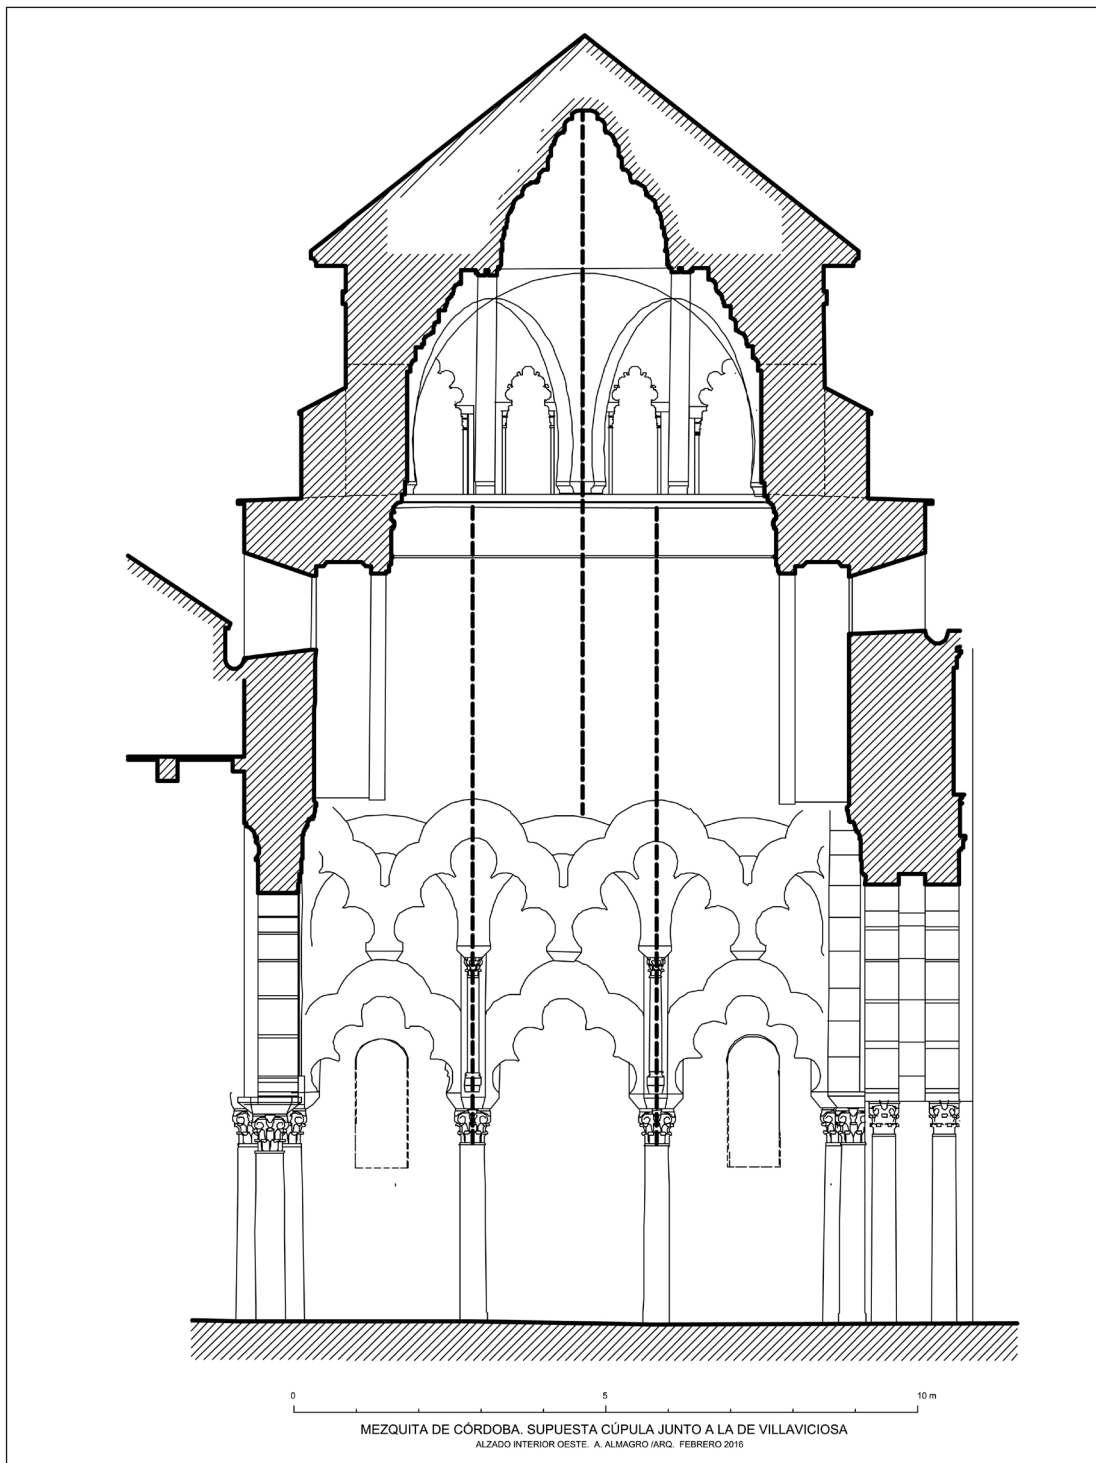 0 5 10 m
MEZQUITA DE CÓRDOBA. SUPUESTA CÚPULA JUNTO A LA DE VILLAVICIOSA
ALZADO INTERIOR OESTE. A. ALMAGRO /ARQ. FEBRERO 2016